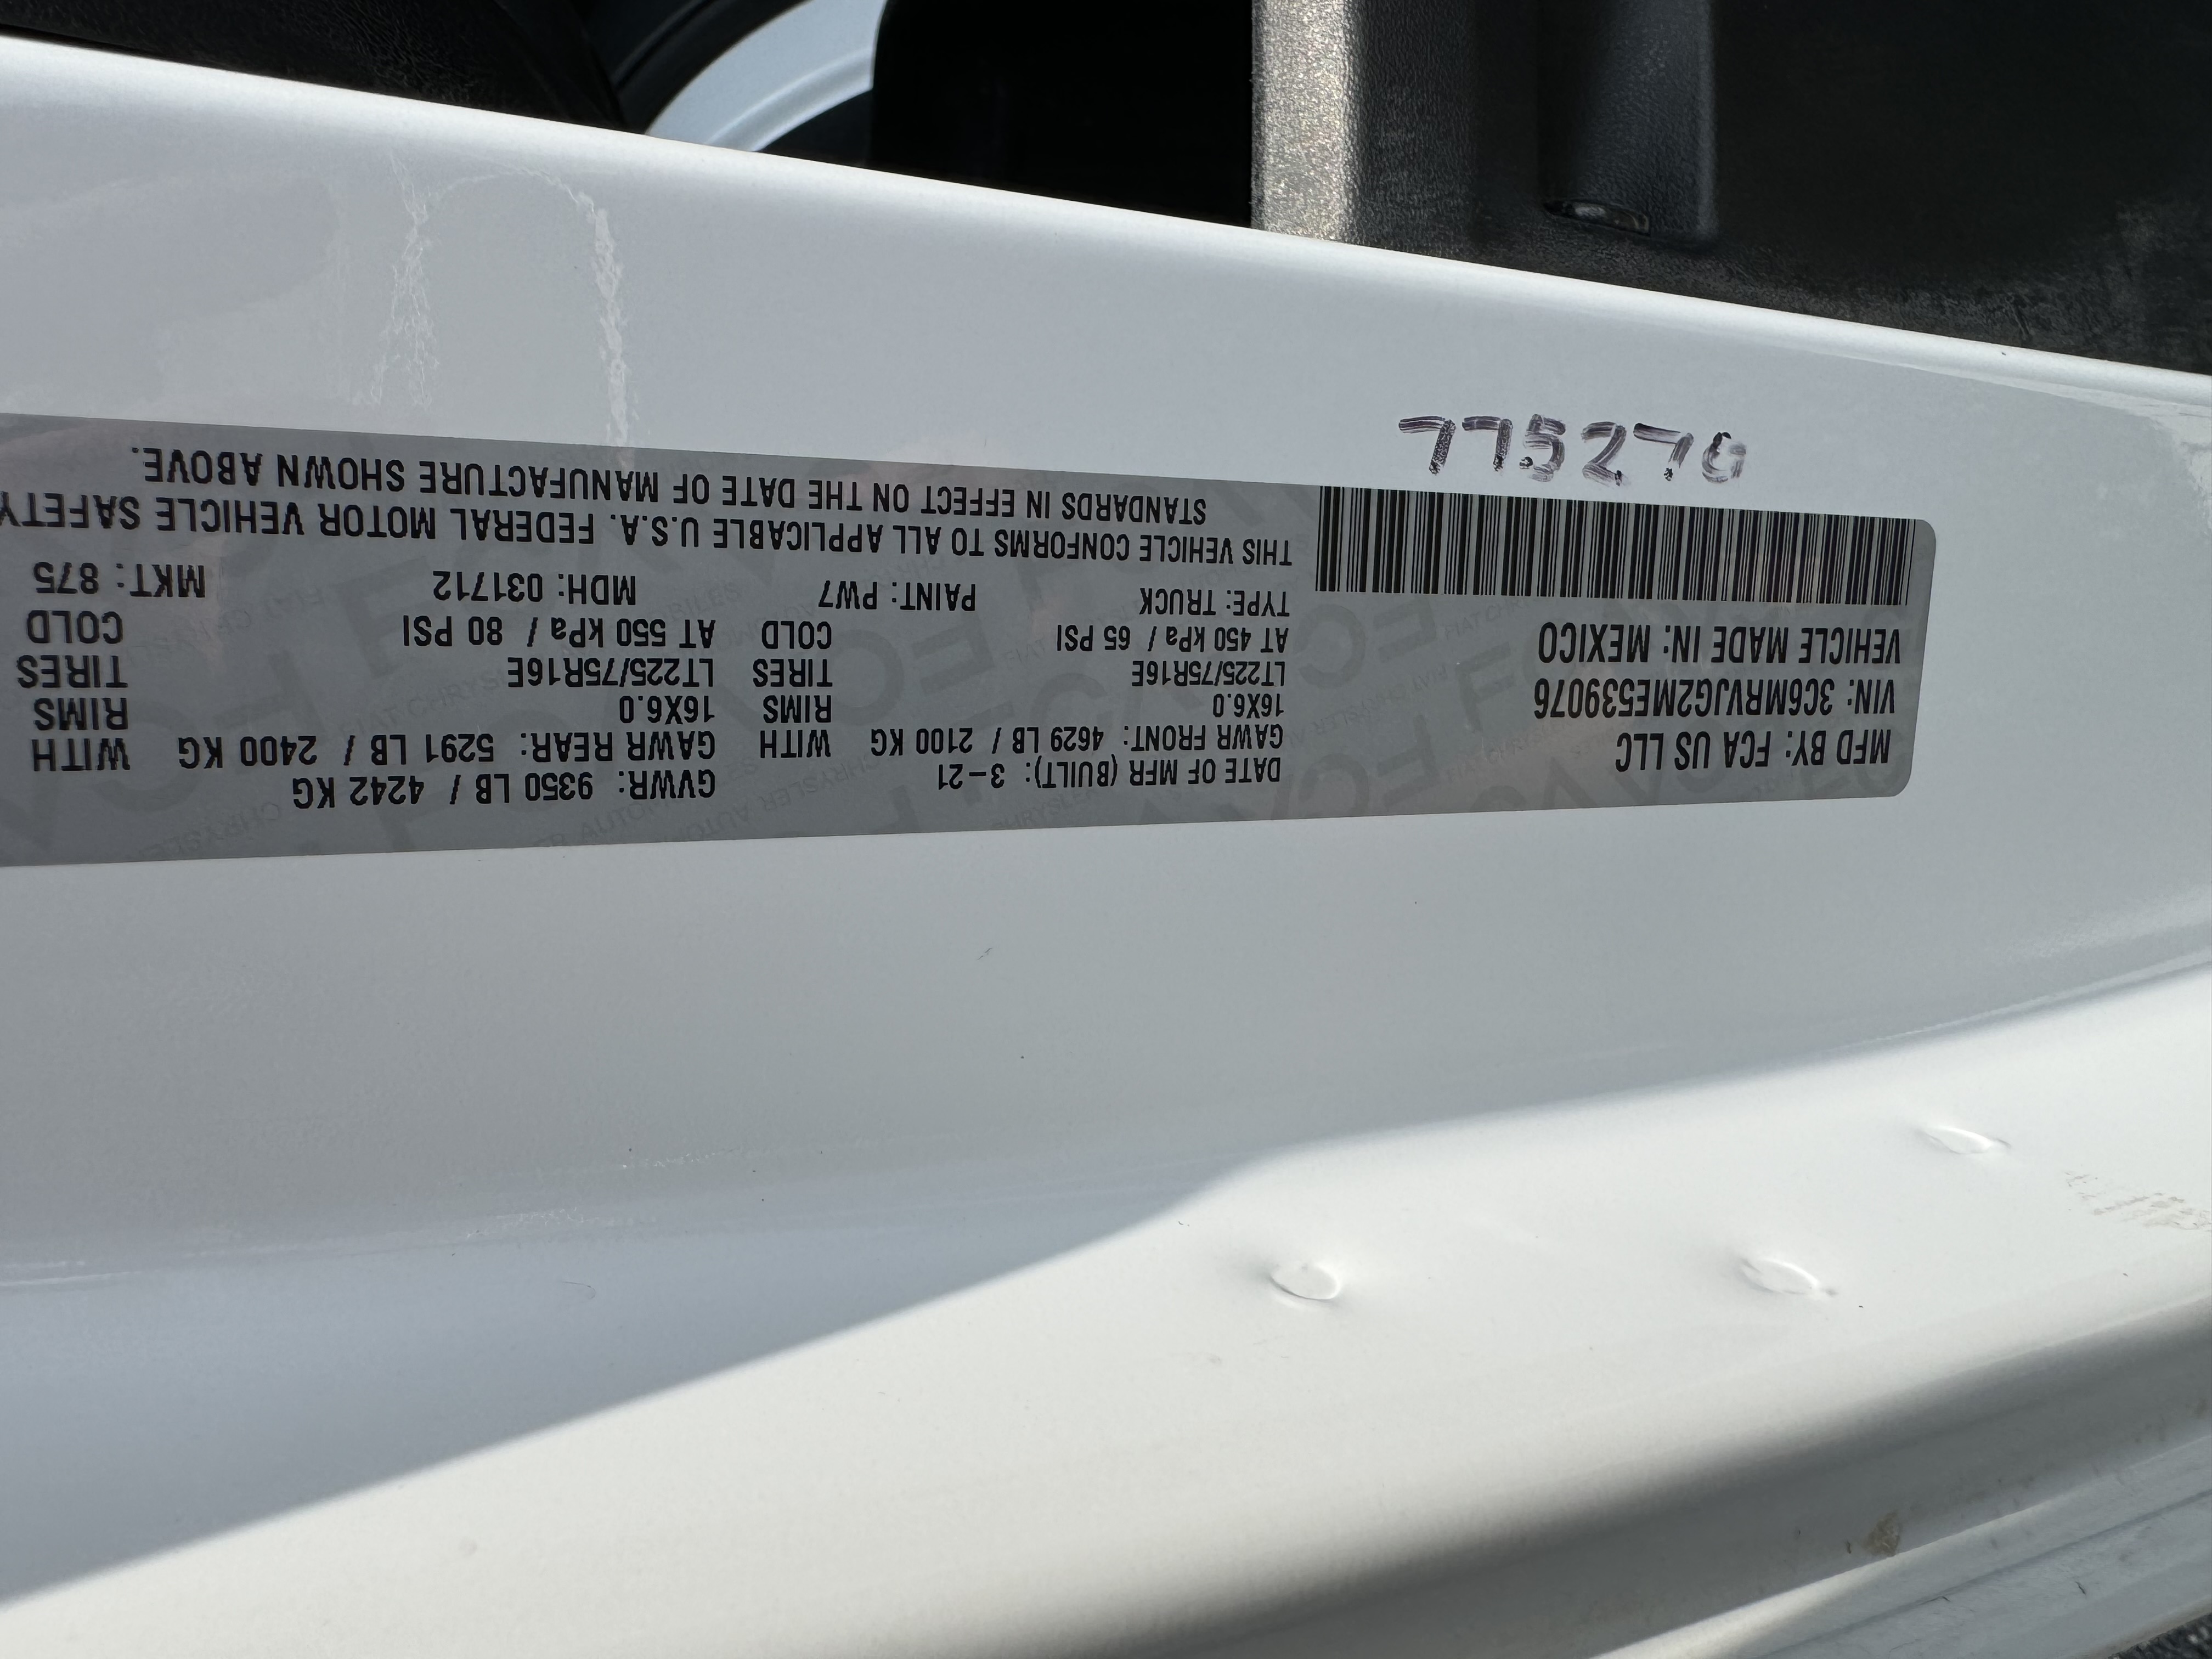 775270
MFD BY: FCA US LLC
VIN: 3C6MRVJG2ME539076
VEHICLE MADE IN: MEXICO
DATE OF MFR (BUILT): 3-21 GVWR: 9350 LB / 4242 KG
GAWR FRONT: 4629 LB / 2100 KG WITH GAWR REAR: 5291 LB / 2400 KG WITH
16X6.0 RIMS 16X6.0 RIMS
LT225/75R16E TIRES LT225/75R16E TIRES
AT 450 kPa / 65 PSI COLD AT 550 kPa / 80 PSI COLD
TYPE: TRUCK PAINT: PW7 MDH: 031712 MKT: 875
THIS VEHICLE CONFORMS TO ALL APPLICABLE U.S.A. FEDERAL MOTOR VEHICLE SAFETY
STANDARDS IN EFFECT ON THE DATE OF MANUFACTURE SHOWN ABOVE.